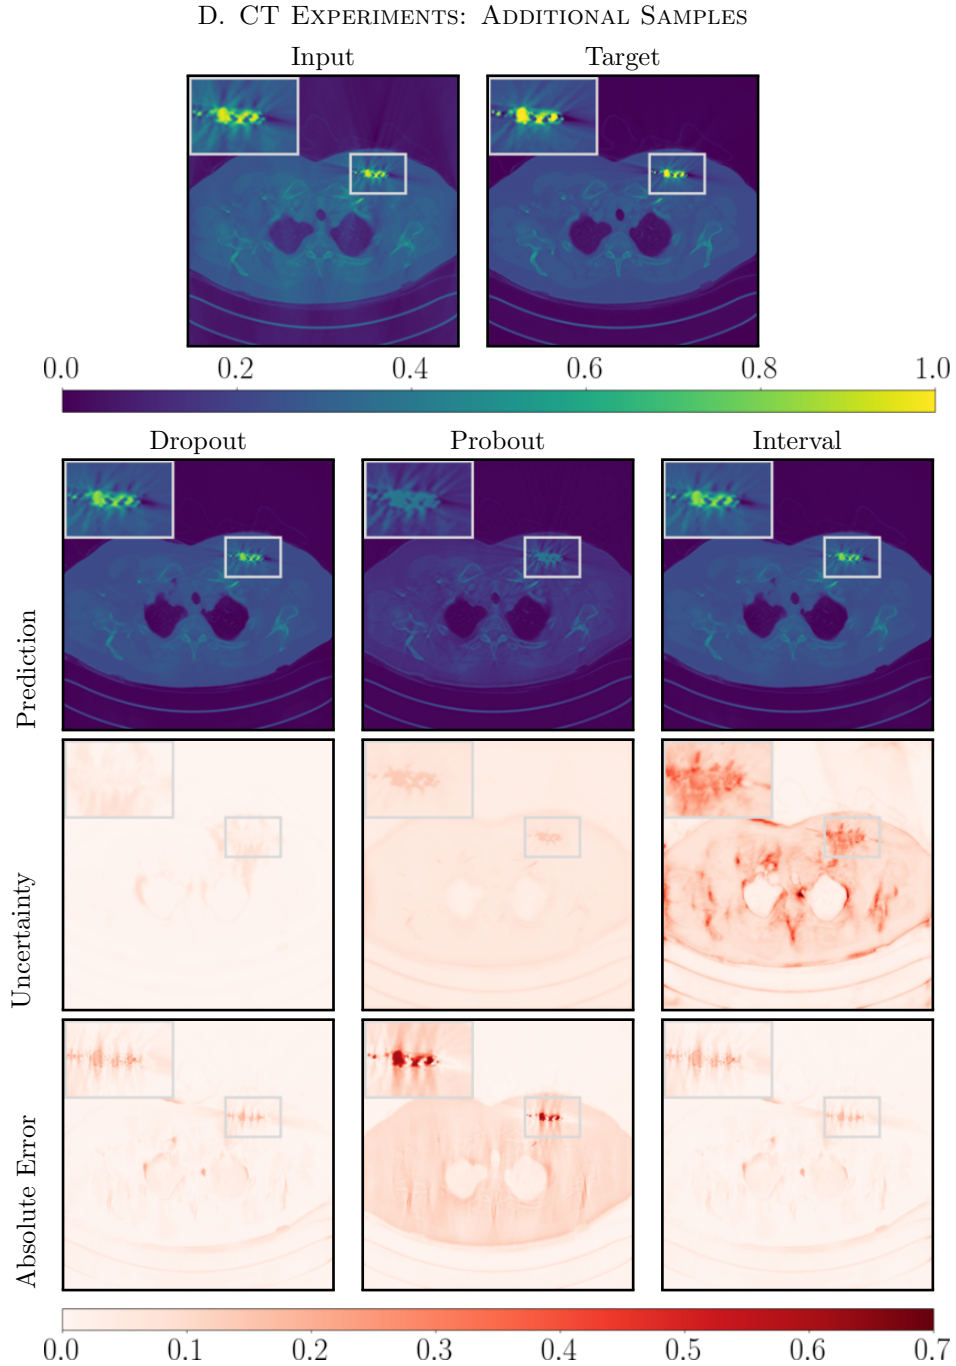 D. CT EXPERIMENTS: ADDITIONAL SAMPLES
Input Target
0.0 0.2 0.4 0.6 0.8 1.0
Dropout Probout Interval
Prediction
Uncertainty
Absolute Error
0.0 0.1 0.2 0.3 0.4 0.5 0.6 0.7